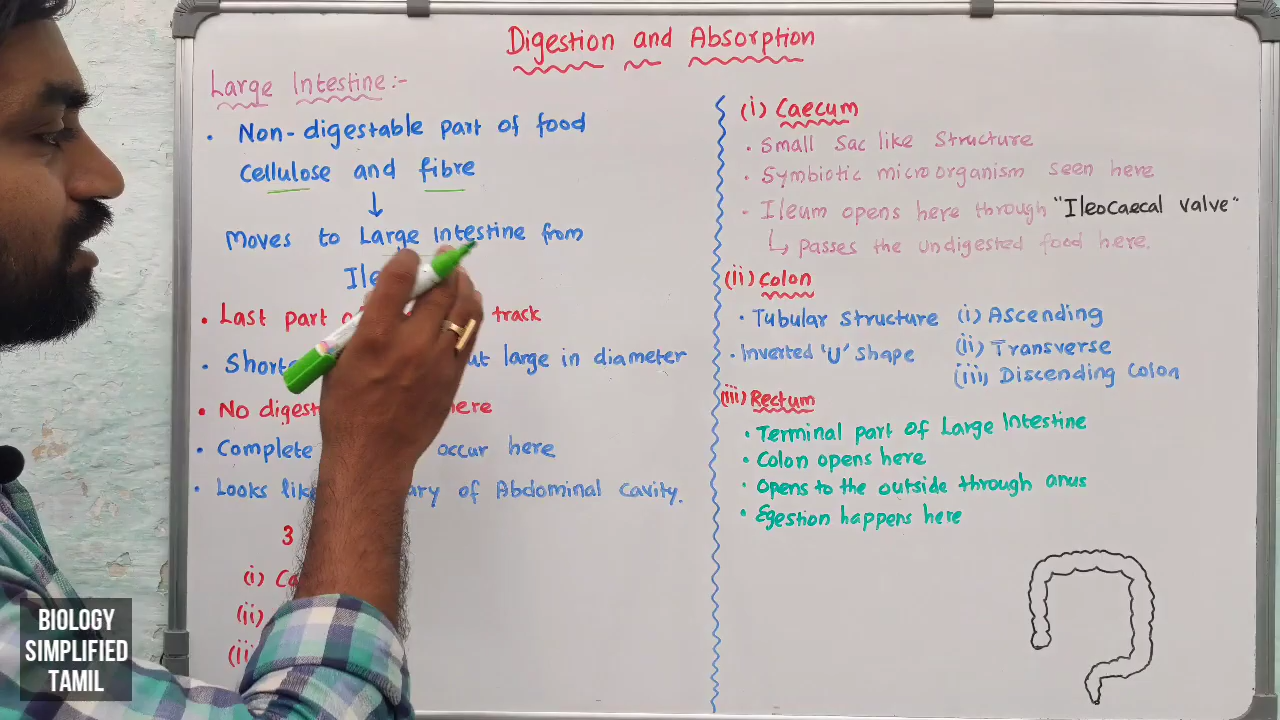 Digestion and Absorption
Large Intestine:-
• Non-digestable part of food
Cellulose and fibre
↓
Moves to Large Intestine from
Ile
• Last part track
• Short large in diameter
• No digest here
• Complete occur here
• Looks like of Abdominal cavity.
3
(i) Ca
(ii)
(iii)
(i) Caecum
• Small Sac like Structure
• Symbiotic microorganism seen here
• Ileum opens here through "IleoCaecal valve"
↳ passes the undigested food here.
(ii) Colon
• Tubular structure (i) Ascending
• Inverted 'U' shape (ii) Transverse
(iii) Discending Colon
(iii) Rectum
• Terminal part of Large Intestine
• Colon opens here
• Opens to the outside through anus
• Egestion happens here
BIOLOGY
SIMPLIFIED
TAMIL